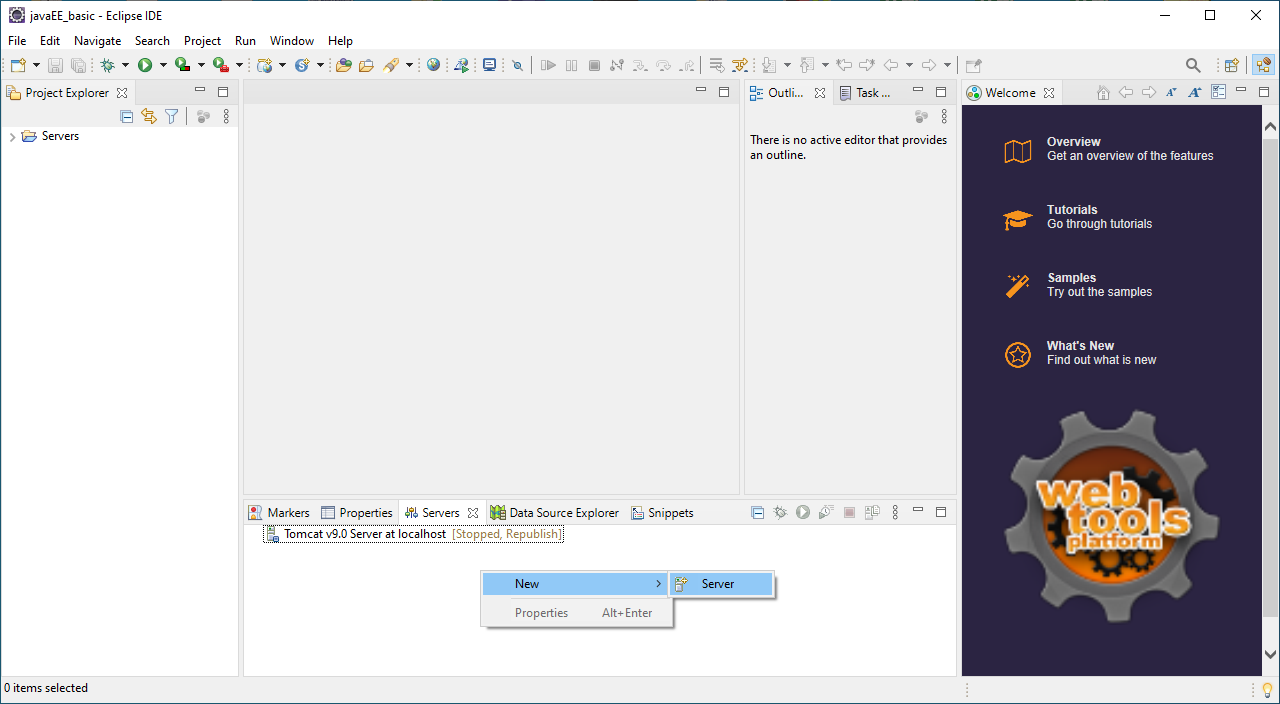 javaEE_basic - Eclipse IDE
File Edit Navigate Search Project Run Window Help
Project Explorer
Servers
Outli...
Task ...
There is no active editor that provides
an outline.
Welcome
Overview
Get an overview of the features
Tutorials
Go through tutorials
Samples
Try out the samples
What's New
Find out what is new
web
tools
platform
Markers Properties Servers Data Source Explorer Snippets
Tomcat v9.0 Server at localhost [Stopped, Republish]
New
Server
Properties Alt+Enter
0 items selected